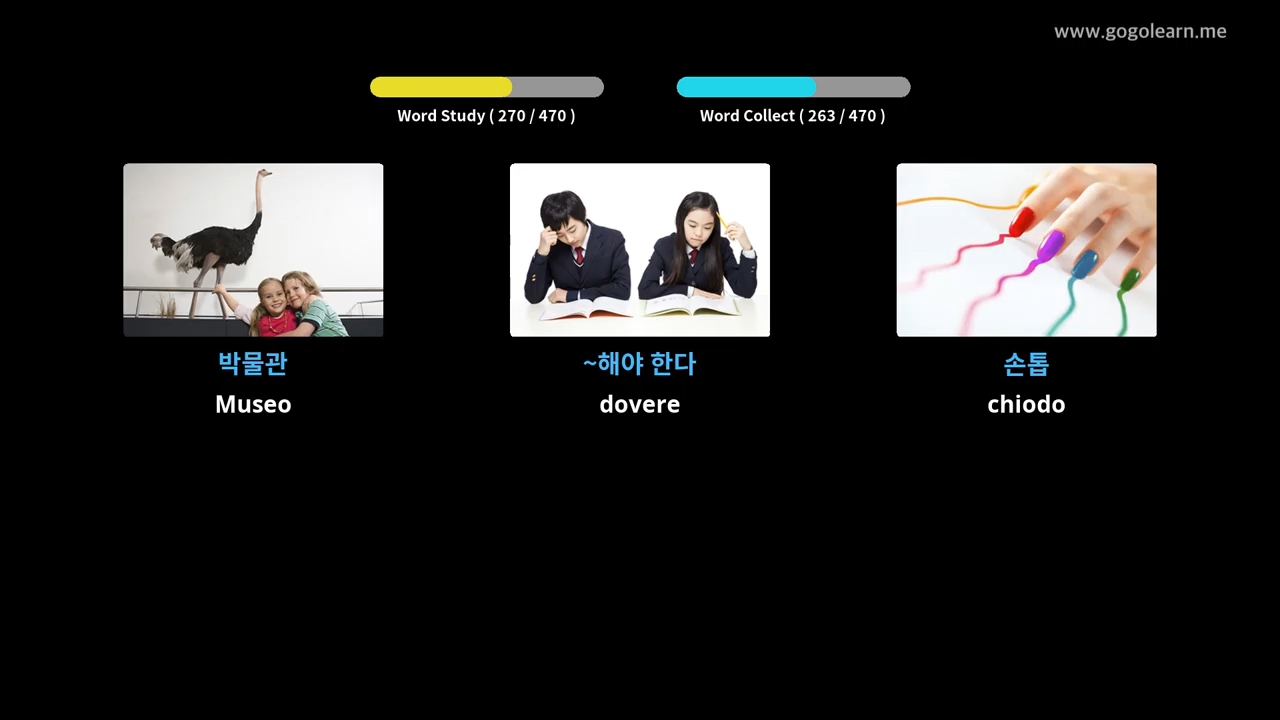 www.gogolearn.me
Word Study ( 270 / 470 )
Word Collect ( 263 / 470 )
박물관
Museo
~해야 한다
dovere
손톱
chiodo